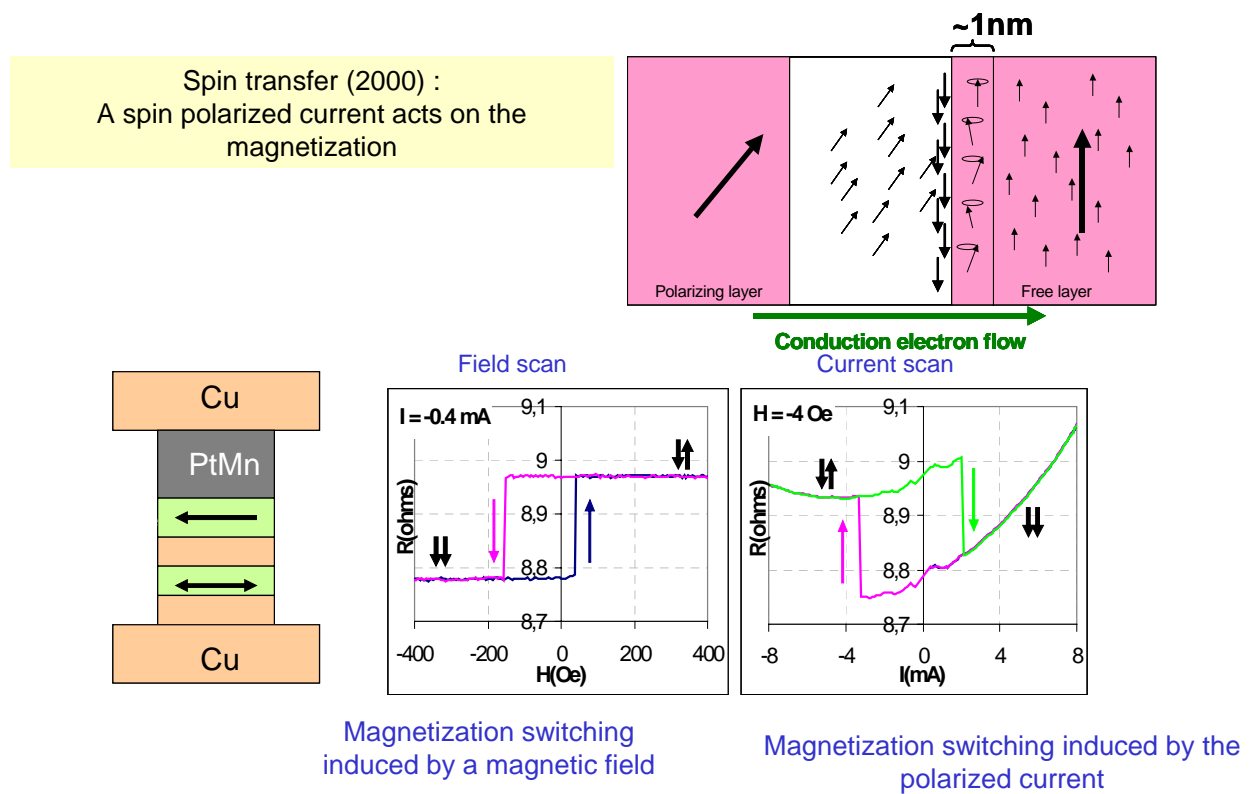 Spin transfer (2000) :
A spin polarized current acts on the
magnetization
~1nm
Polarizing layer
Free layer
Conduction electron flow
Cu
PtMn
Cu
Field scan
I = -0.4 mA
9,1
9
8,9
8,8
8,7
R(ohms)
-400 -200 0 200 400
H(Oe)
Magnetization switching
induced by a magnetic field
Current scan
H = -4 Oe
9,1
9
8,9
8,8
8,7
R(ohms)
-8 -4 0 4 8
I(mA)
Magnetization switching induced by the
polarized current